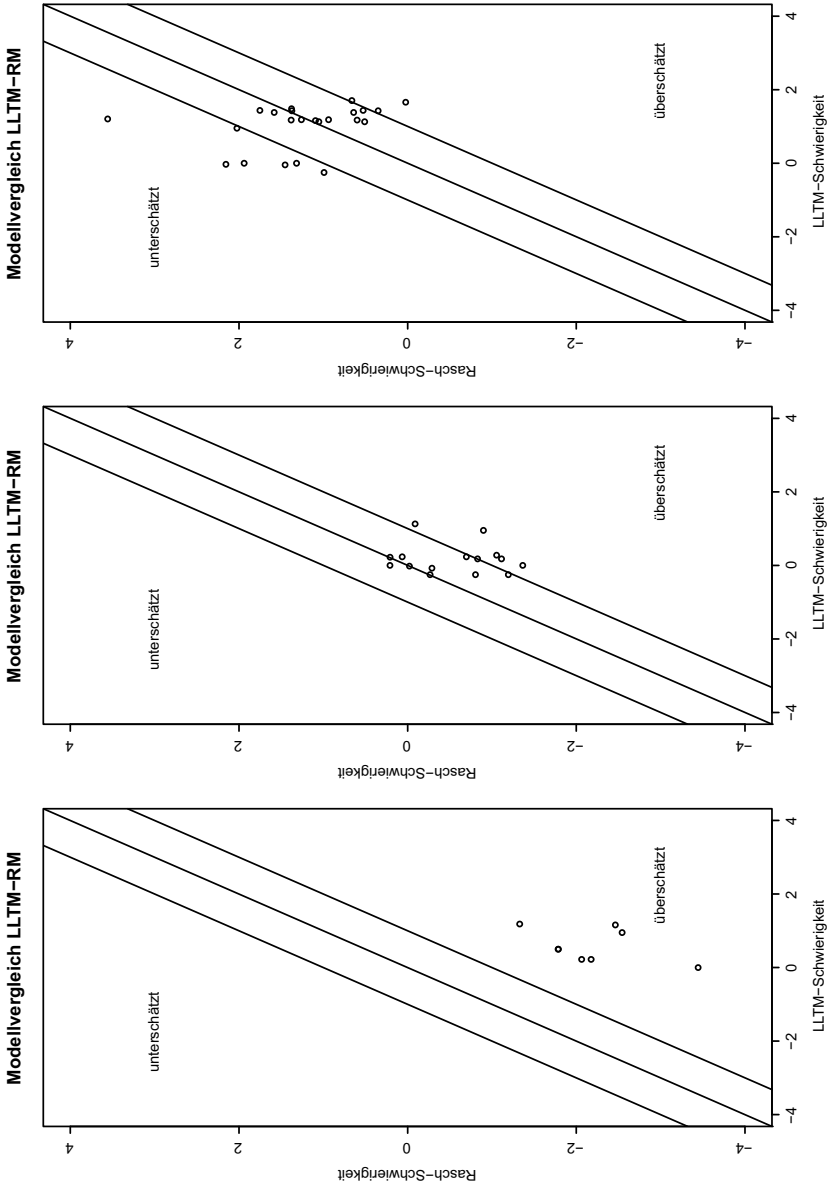 Modellvergleich LLTM−RM
Rasch−Schwierigkeit
4
2
0
−2
−4
unterschätzt
überschätzt
−4 −2 0 2 4
LLTM−Schwierigkeit
Modellvergleich LLTM−RM
Rasch−Schwierigkeit
4
2
0
−2
−4
unterschätzt
überschätzt
−4 −2 0 2 4
LLTM−Schwierigkeit
Modellvergleich LLTM−RM
Rasch−Schwierigkeit
4
2
0
−2
−4
unterschätzt
überschätzt
−4 −2 0 2 4
LLTM−Schwierigkeit